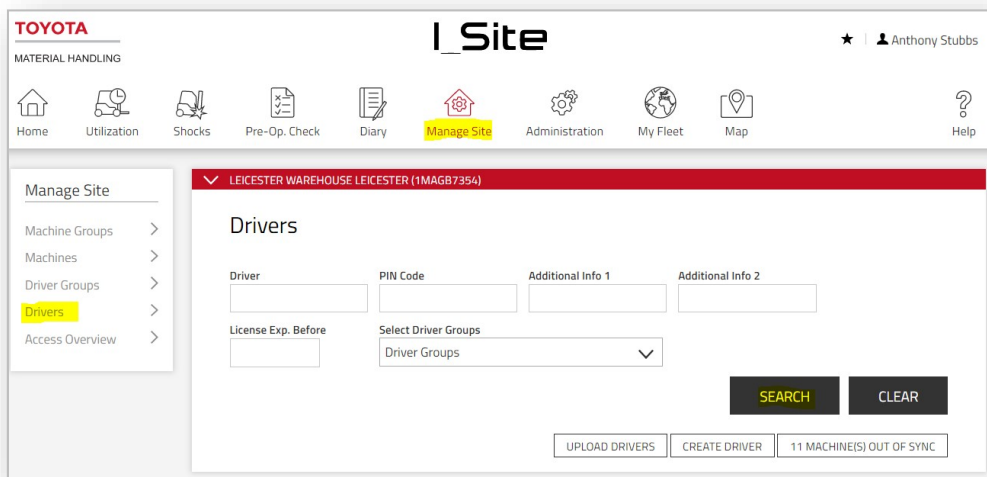 TOYOTA
MATERIAL HANDLING
I_Site
Anthony Stubbs
Home
Utilization
Shocks
Pre-Op. Check
Diary
Manage Site
Administration
My Fleet
Map
Help
Manage Site
Machine Groups
Machines
Driver Groups
Drivers
Access Overview
LEICESTER WAREHOUSE LEICESTER (1MAGB7354)
Drivers
Driver
PIN Code
Additional Info 1
Additional Info 2
License Exp. Before
Select Driver Groups
Driver Groups
SEARCH
CLEAR
UPLOAD DRIVERS
CREATE DRIVER
11 MACHINE(S) OUT OF SYNC